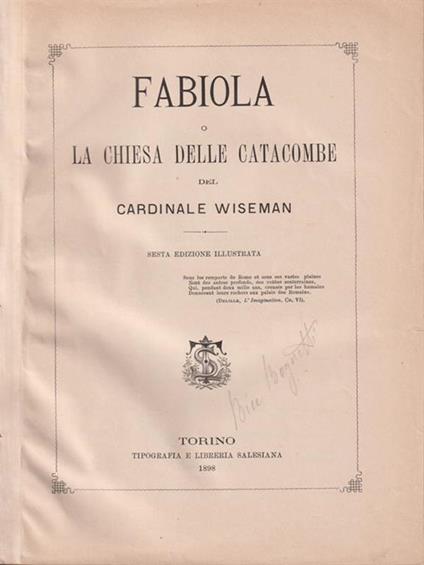 FABIOLA
O
LA CHIESA DELLE CATACOMBE
DEL
CARDINALE WISEMAN
SESTA EDIZIONE ILLUSTRATA
Sous les remparts de Rome et sous ses vastes plaines
Sont des antres profonds, des voûtes souterraines,
Qui, pendant deux mille ans, creusés par les humains
Donnèrent leurs rochers aux palais des Romains.
(DELILLE, L' Imagination, Ch. VI).
Bice
TORINO
TIPOGRAFIA E LIBRERIA SALESIANA
1898